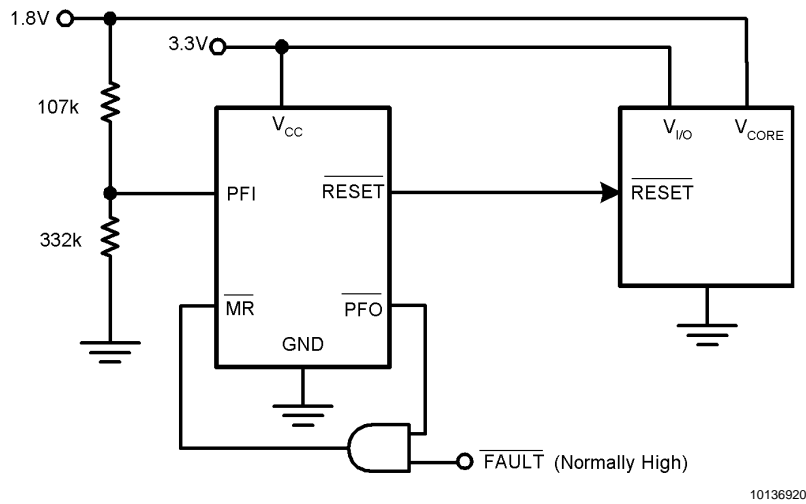 1.8V
3.3V
107k
332k
VCC
PFI
RESET
MR
PFO
GND
VI/O
VCORE
RESET
FAULT (Normally High)
10136920